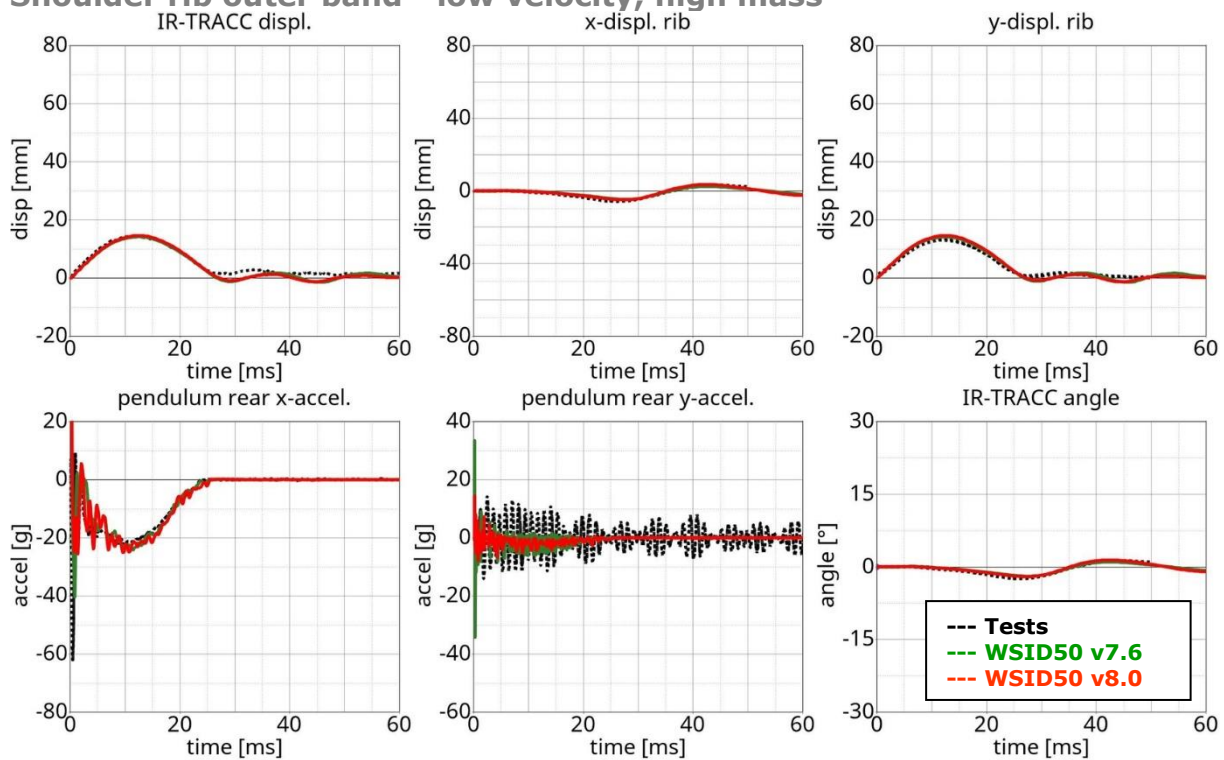 Shoulder rib outer band - low velocity, high mass
IR-TRACC displ.
x-displ. rib
y-displ. rib
80
60
40
20
0
-20
disp [mm]
0 20 40 60
time [ms]
80
40
0
-40
-80
disp [mm]
0 20 40 60
time [ms]
80
60
40
20
0
-20
disp [mm]
0 20 40 60
time [ms]
pendulum rear x-accel.
pendulum rear y-accel.
IR-TRACC angle
20
0
-20
-40
-60
-80
accel [g]
0 20 40 60
time [ms]
40
20
0
-20
-40
-60
accel [g]
0 20 40 60
time [ms]
30
15
0
-15
-30
angle [°]
0 20 40 60
time [ms]
--- Tests
--- WSID50 v7.6
--- WSID50 v8.0